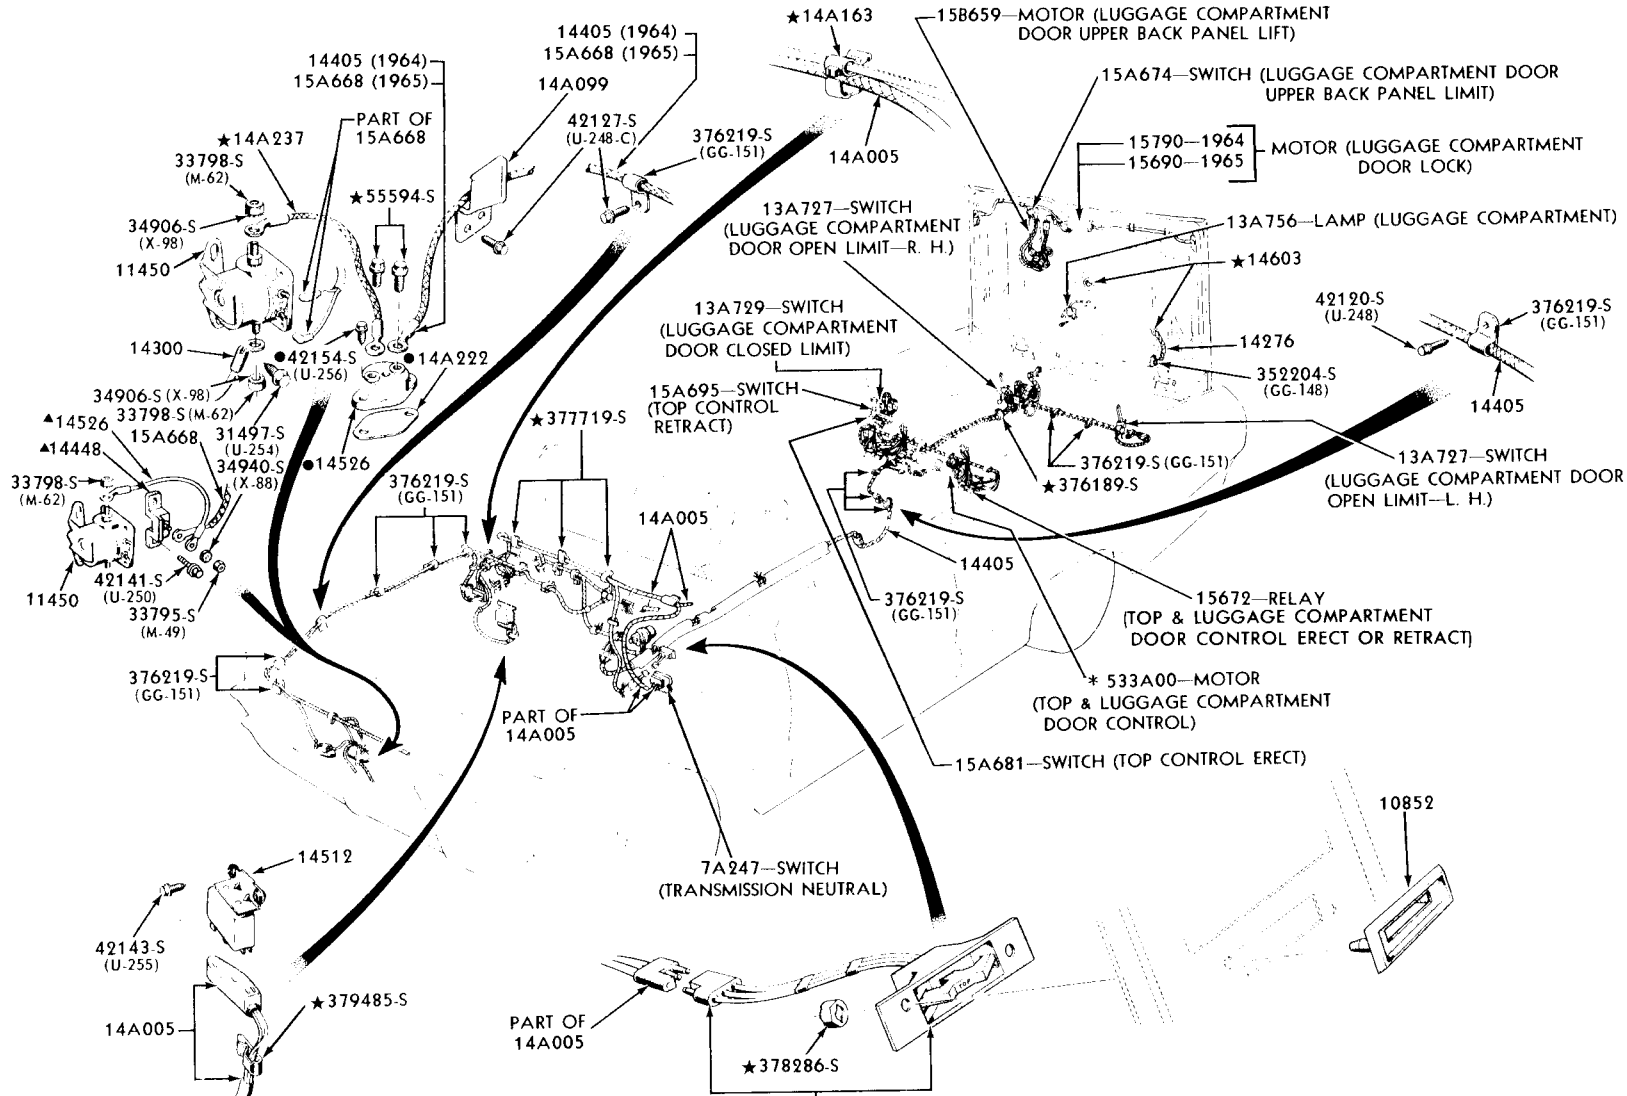 ★14A163
15B659—MOTOR (LUGGAGE COMPARTMENT
DOOR UPPER BACK PANEL LIFT)
14405 (1964)
15A668 (1965)
14405 (1964)
15A668 (1965)
14A099
15A674—SWITCH (LUGGAGE COMPARTMENT DOOR
UPPER BACK PANEL LIMIT)
PART OF
15A668
42127-S
(U-248-C)
376219-S
(GG-151)
14A005
15790—1964
15690—1965
MOTOR (LUGGAGE COMPARTMENT
DOOR LOCK)
★14A237
33798-S
(M-62)
★55594-S
34906-S
(X-98)
11450
13A727—SWITCH
(LUGGAGE COMPARTMENT
DOOR OPEN LIMIT—R. H.)
13A756—LAMP (LUGGAGE COMPARTMENT)
★14603
13A729—SWITCH
(LUGGAGE COMPARTMENT
DOOR CLOSED LIMIT)
42120-S
(U-248)
376219-S
(GG-151)
14300
●42154-S
(U-256)
●14A222
14276
352204-S
(GG-148)
14405
34906-S (X-98)
33798-S (M-62)
15A695—SWITCH
(TOP CONTROL
RETRACT)
▲14526
15A668
▲14448
31497-S
(U-254)
34940-S
(X-88)
●14526
★377719-S
33798-S
(M-62)
376219-S
(GG-151)
376219-S (GG-151)
★376189-S
13A727—SWITCH
(LUGGAGE COMPARTMENT DOOR
OPEN LIMIT—L. H.)
14A005
14405
11450
42141-S
(U-250)
33795-S
(M-49)
376219-S
(GG-151)
15672—RELAY
(TOP & LUGGAGE COMPARTMENT
DOOR CONTROL ERECT OR RETRACT)
376219-S
(GG-151)
* 533A00—MOTOR
(TOP & LUGGAGE COMPARTMENT
DOOR CONTROL)
PART OF
14A005
15A681—SWITCH (TOP CONTROL ERECT)
10852
14512
7A247—SWITCH
(TRANSMISSION NEUTRAL)
42143-S
(U-255)
★379485-S
14A005
PART OF
14A005
★378286-S